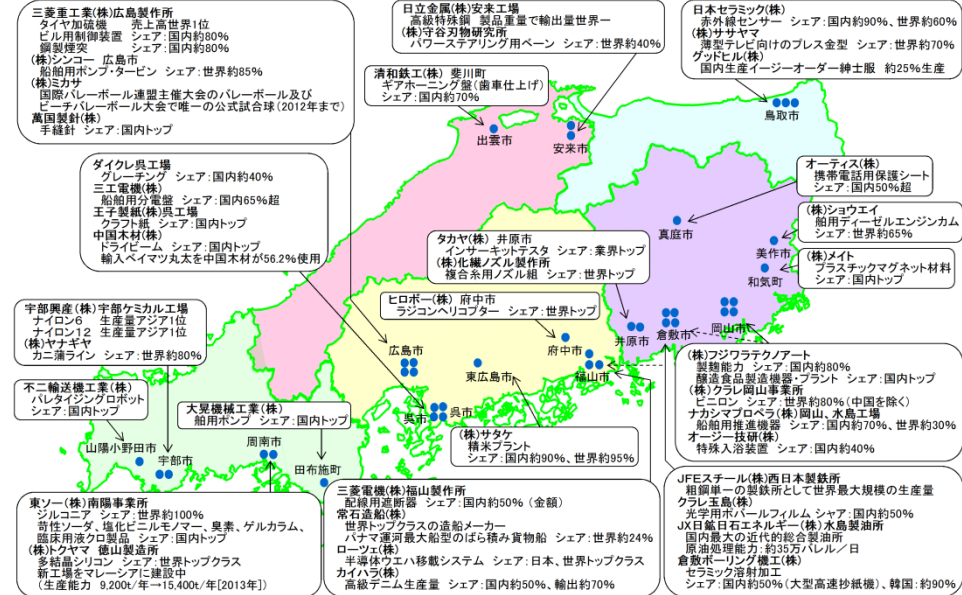 三菱重工業(株)広島製作所
タイヤ加硫機　売上高世界1位
ビル用制御装置 シェア:国内約80%
鋼製煙突　シェア:国内約80%
(株)シンコー 広島市
船舶用ポンプ・タービン シェア:世界約85%
(株)ミカサ
国際バレーボール連盟主催大会のバレーボール及び
ビーチバレーボール大会で唯一の公式試合球(2012年まで)
萬国製針(株)
手縫針 シェア:国内トップ
日立金属(株)安来工場
高級特殊鋼 製品重量で輸出量世界一
(株)守谷刃物研究所
パワーステアリング用ベーン シェア:世界約40%
日本セラミック(株)
赤外線センサー シェア:国内約90%、世界約60%
(株)ササヤマ
薄型テレビ向けのプレス金型 シェア:世界約70%
グッドヒル(株)
国内生産イージーオーダー紳士服 約25%生産
清和鉄工(株) 斐川町
ギアホーニング盤(歯車仕上げ)
シェア:国内約70%
出雲市
安来市
鳥取市
ダイクレ呉工場
グレーチング シェア:国内約40%
三工電機(株)
船舶用分電盤 シェア:国内65%超
王子製紙(株)呉工場
クラフト紙 シェア:国内トップ
中国木材(株)
ドライビーム シェア:国内トップ
輸入ベイマツ丸太を中国木材が56.2%使用
オーティス(株)
携帯電話用保護シート
シェア:国内50%超
真庭市
(株)ショウエイ
舶用ディーゼルエンジンカム
シェア:世界約65%
美作市
タカヤ(株) 井原市
インサーキットテスタ シェア:業界トップ
(株)化繊ノズル製作所
複合糸用ノズル組 シェア:世界トップ
(株)メイト
プラスチックマグネット材料
シェア:国内トップ
和気町
ヒロボー(株) 府中市
ラジコンヘリコプター シェア:世界トップ
宇部興産(株)宇部ケミカル工場
ナイロン6　生産量アジア1位
ナイロン12 生産量アジア1位
(株)ヤナギヤ
カニ蒲ライン シェア:世界約80%
広島市
東広島市
府中市
福山市
井原市
倉敷市
岡山市
(株)フジワラテクノアート
製麹能力 シェア:国内約80%
醸造食品製造機器・プラント シェア:国内トップ
(株)クラレ岡山事業所
ビニロン シェア:世界約80%(中国を除く)
ナカシマプロペラ(株)岡山、水島工場
船舶用推進機器 シェア:国内約70%、世界約30%
オージー技研(株)
特殊入浴装置 シェア:国内約40%
不二輸送機工業(株)
パレタイジングロボット
シェア:国内トップ
大晃機械工業(株)
船用ポンプ シェア:国内トップ
呉市
呉市
(株)サタケ
精米プラント
シェア:国内約90%、世界約95%
山陽小野田市
宇部市
周南市
田布施町
東ソー(株)南陽事業所
ジルコニア シェア:世界約100%
苛性ソーダ、塩化ビニルモノマー、臭素、ゲルカラム、
臨床用液クロ製品 シェア:国内トップ
(株)トクヤマ 徳山製造所
多結晶シリコン シェア:世界トップクラス
新工場をマレーシアに建設中
(生産能力 9,200t/年→15,400t/年[2013年])
三菱電機(株)福山製作所
配線用遮断器 シェア:国内約50%(金額)
常石造船(株)
世界トップクラスの造船メーカー
パナマ運河最大船型のばら積み貨物船 シェア:世界約24%
ローツェ(株)
半導体ウエハ移載システム シェア:日本、世界トップクラス
カイハラ(株)
高級デニム生産量 シェア:国内約50%、輸出約70%
JFEスチール(株)西日本製鉄所
粗鋼単一の製鉄所として世界最大規模の生産量
クラレ玉島(株)
光学用ポバールフィルム シャア:国内約50%
JX日鉱日石エネルギー(株)水島製油所
国内最大の近代的総合製油所
原油処理能力:約35万バレル/日
倉敷ボーリング機工(株)
セラミック溶射加工
シェア:国内約50%(大型高速抄紙機)、韓国:約90%